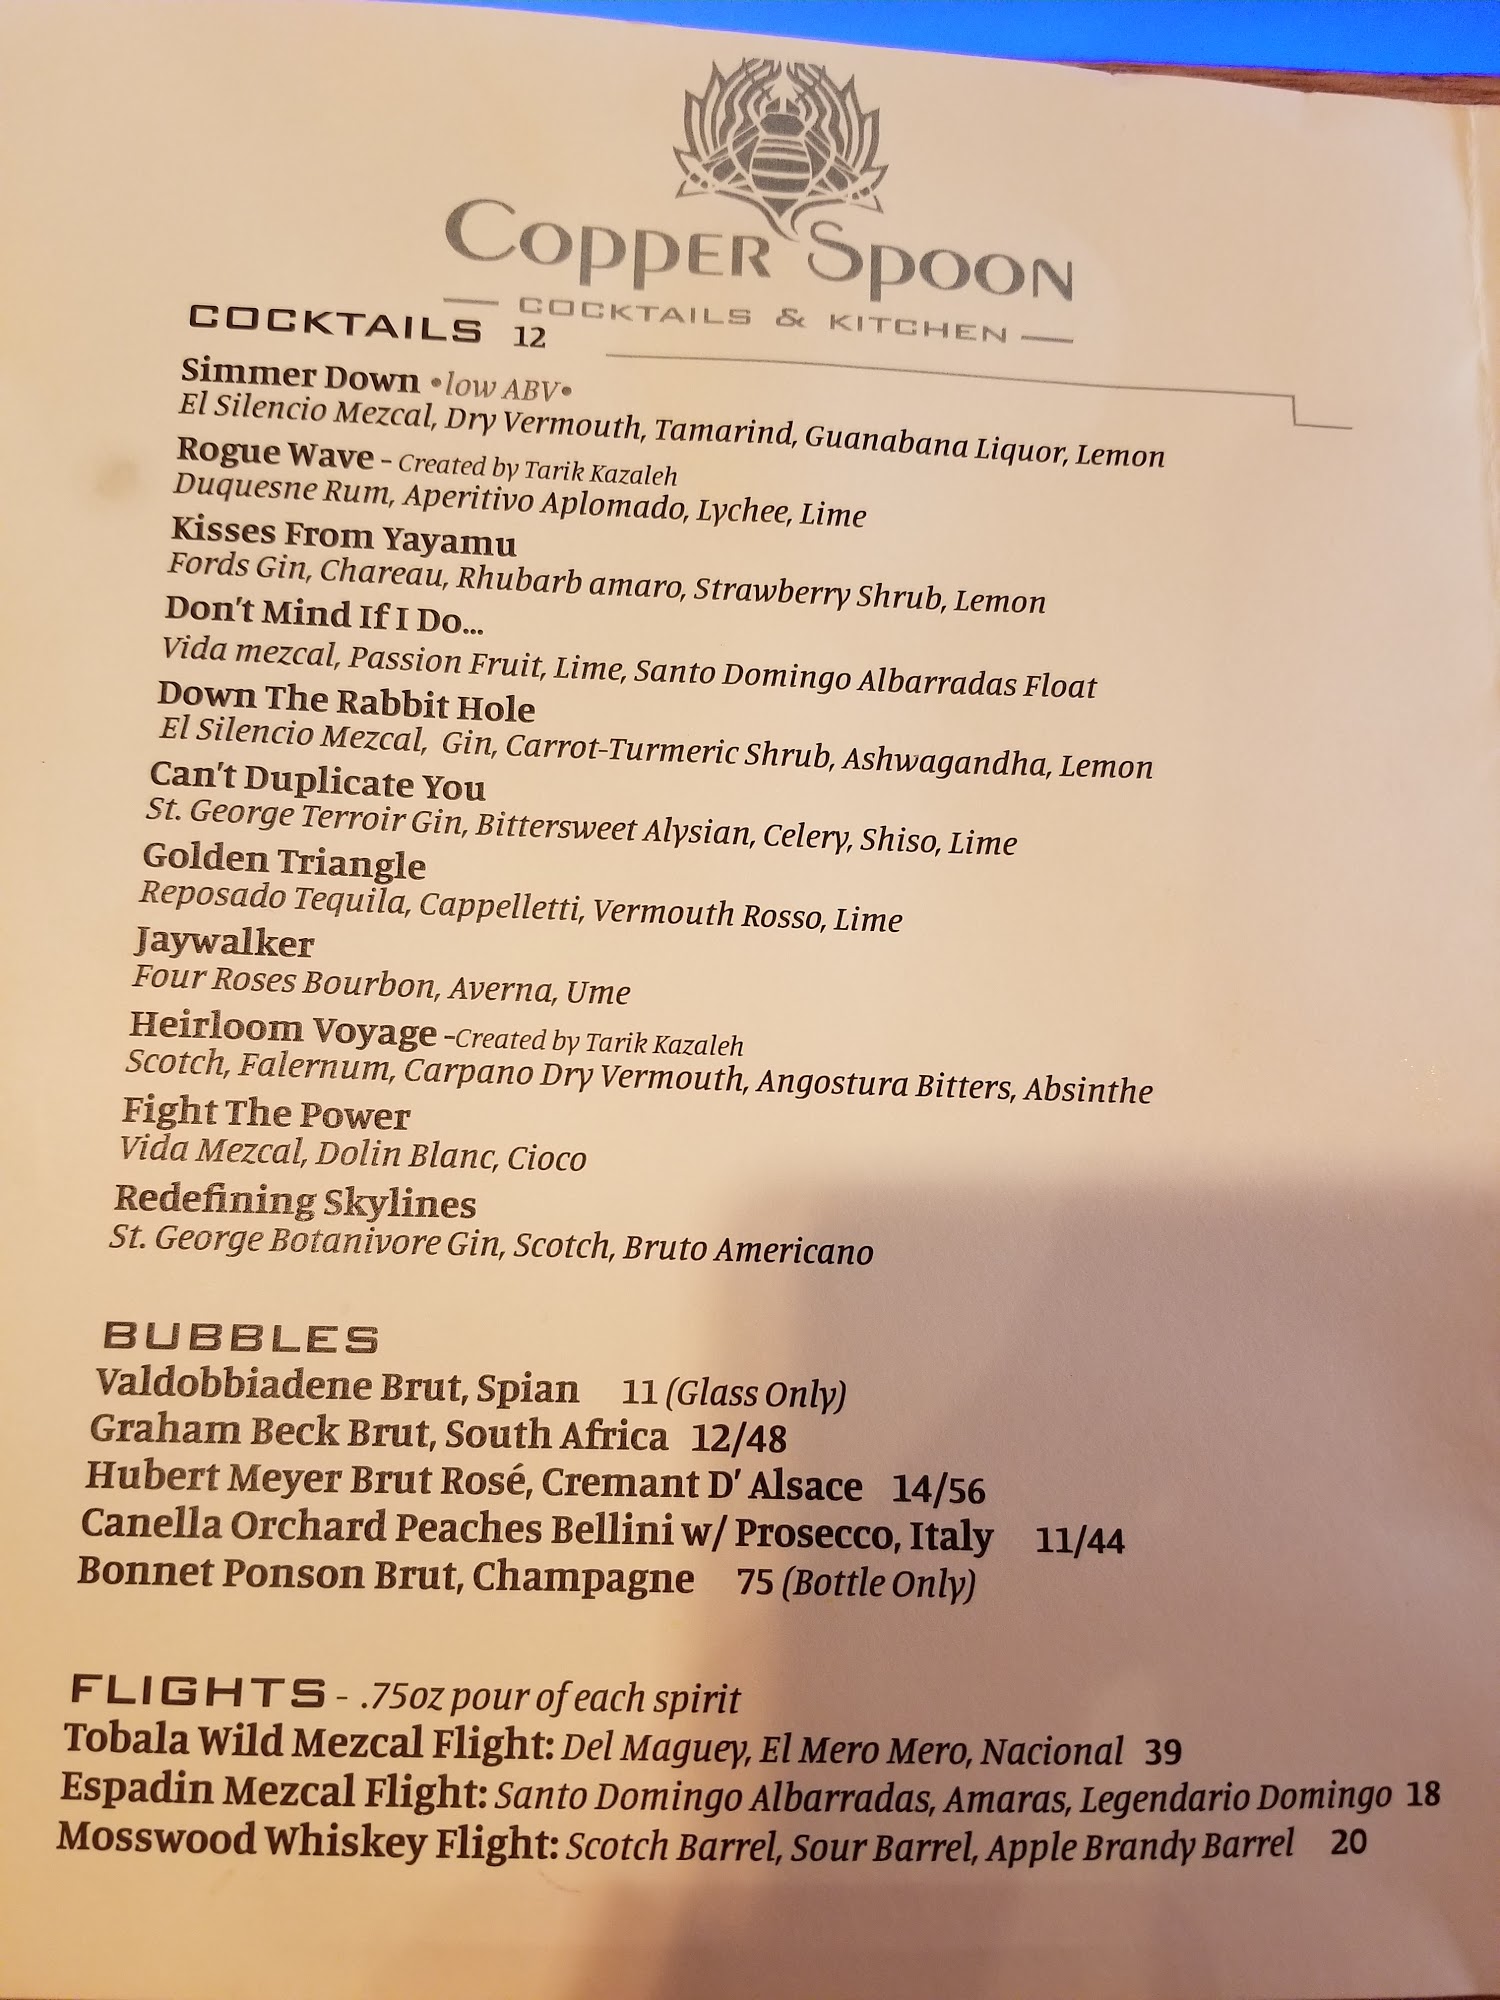 Copper Spoon
COCKTAILS & KITCHEN
COCKTAILS 12
Simmer Down •low ABV•
El Silencio Mezcal, Dry Vermouth, Tamarind, Guanabana Liquor, Lemon
Rogue Wave - Created by Tarik Kazaleh
Duquesne Rum, Aperitivo Aplomado, Lychee, Lime
Kisses From Yayamu
Fords Gin, Chareau, Rhubarb amaro, Strawberry Shrub, Lemon
Don't Mind If I Do...
Vida mezcal, Passion Fruit, Lime, Santo Domingo Albarradas Float
Down The Rabbit Hole
El Silencio Mezcal, Gin, Carrot-Turmeric Shrub, Ashwagandha, Lemon
Can't Duplicate You
St. George Terroir Gin, Bittersweet Alysian, Celery, Shiso, Lime
Golden Triangle
Reposado Tequila, Cappelletti, Vermouth Rosso, Lime
Jaywalker
Four Roses Bourbon, Averna, Ume
Heirloom Voyage -Created by Tarik Kazaleh
Scotch, Falernum, Carpano Dry Vermouth, Angostura Bitters, Absinthe
Fight The Power
Vida Mezcal, Dolin Blanc, Cioco
Redefining Skylines
St. George Botanivore Gin, Scotch, Bruto Americano
BUBBLES
Valdobbiadene Brut, Spian 11 (Glass Only)
Graham Beck Brut, South Africa 12/48
Hubert Meyer Brut Rosé, Cremant D' Alsace 14/56
Canella Orchard Peaches Bellini w/ Prosecco, Italy 11/44
Bonnet Ponson Brut, Champagne 75 (Bottle Only)
FLIGHTS - .75oz pour of each spirit
Tobala Wild Mezcal Flight: Del Maguey, El Mero Mero, Nacional 39
Espadin Mezcal Flight: Santo Domingo Albarradas, Amaras, Legendario Domingo 18
Mosswood Whiskey Flight: Scotch Barrel, Sour Barrel, Apple Brandy Barrel 20